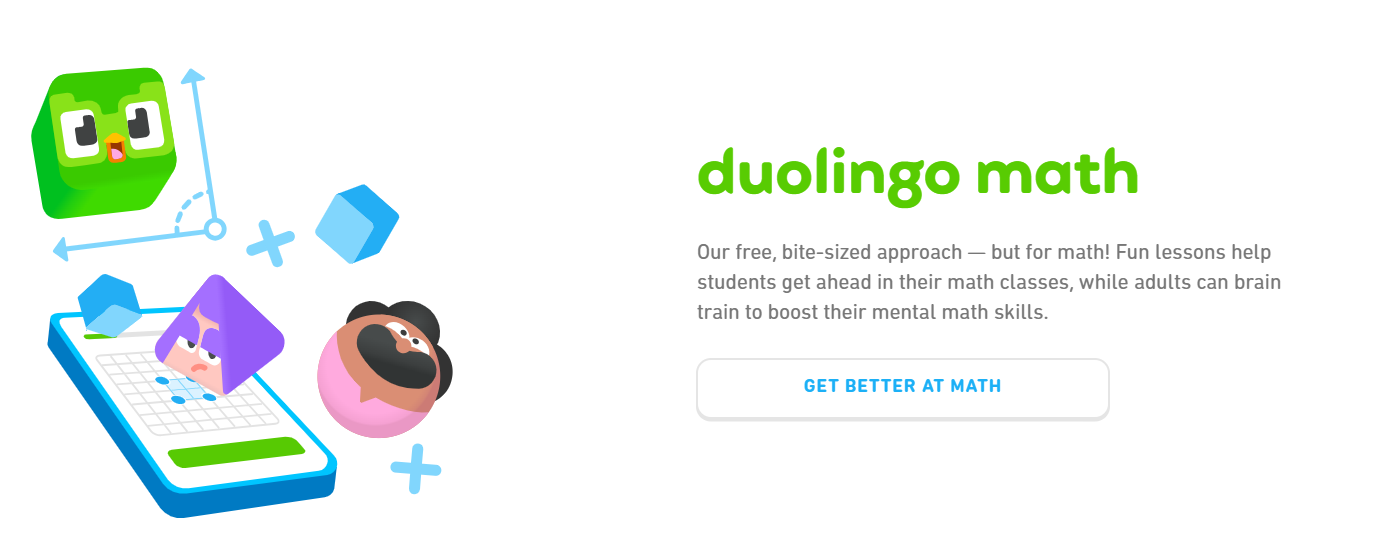 duolingo math
Our free, bite-sized approach — but for math! Fun lessons help
students get ahead in their math classes, while adults can brain
train to boost their mental math skills.
GET BETTER AT MATH